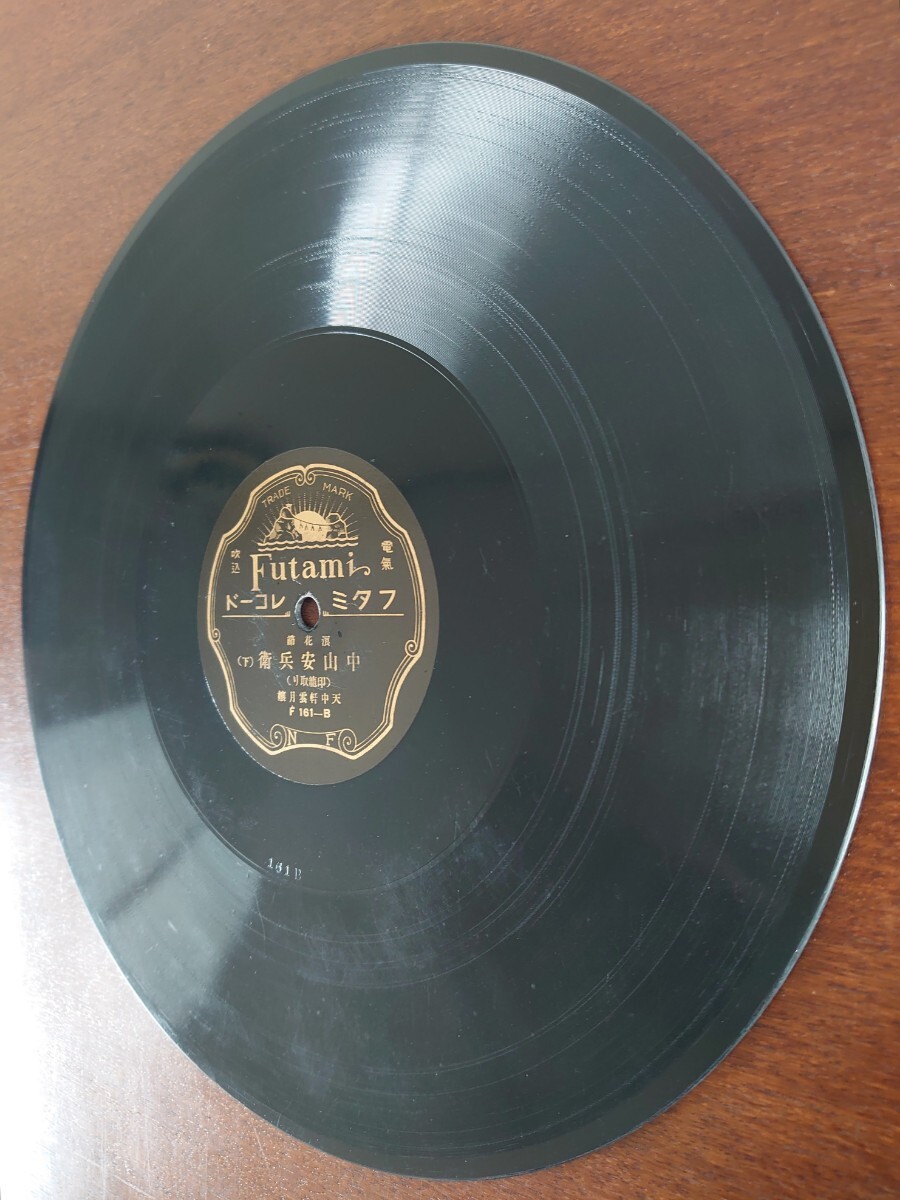 TRADE MARK
電氣
吹込
Futami
フタミ レコード
浪花節
中山安兵衛(下)
(印籠取り)
天中軒雲月嬢
F 161-B
N F
161B